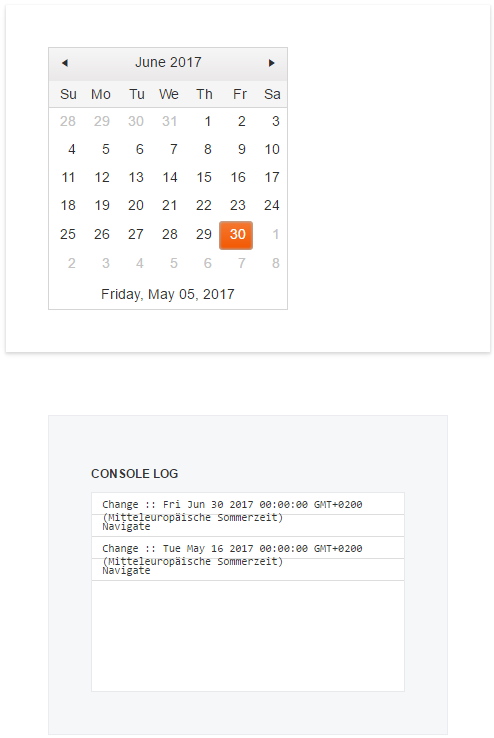 June 2017
Su Mo Tu We Th Fr Sa
28 29 30 31 1 2 3
4 5 6 7 8 9 10
11 12 13 14 15 16 17
18 19 20 21 22 23 24
25 26 27 28 29 30 1
2 3 4 5 6 7 8
Friday, May 05, 2017
CONSOLE LOG
Change :: Fri Jun 30 2017 00:00:00 GMT+0200
(Mitteleuropäische Sommerzeit)
Navigate
Change :: Tue May 16 2017 00:00:00 GMT+0200
(Mitteleuropäische Sommerzeit)
Navigate